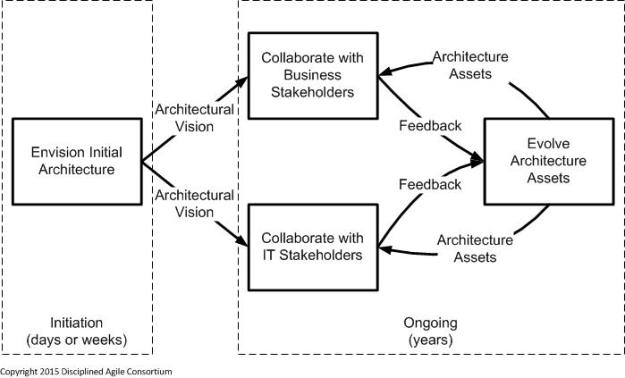 Envision Initial
Architecture
Architectural
Vision
Architectural
Vision
Collaborate with
Business
Stakeholders
Collaborate with
IT Stakeholders
Architecture
Assets
Feedback
Feedback
Architecture
Assets
Evolve
Architecture
Assets
Initiation
(days or weeks)
Ongoing
(years)
Copyright 2015 Disciplined Agile Consortium